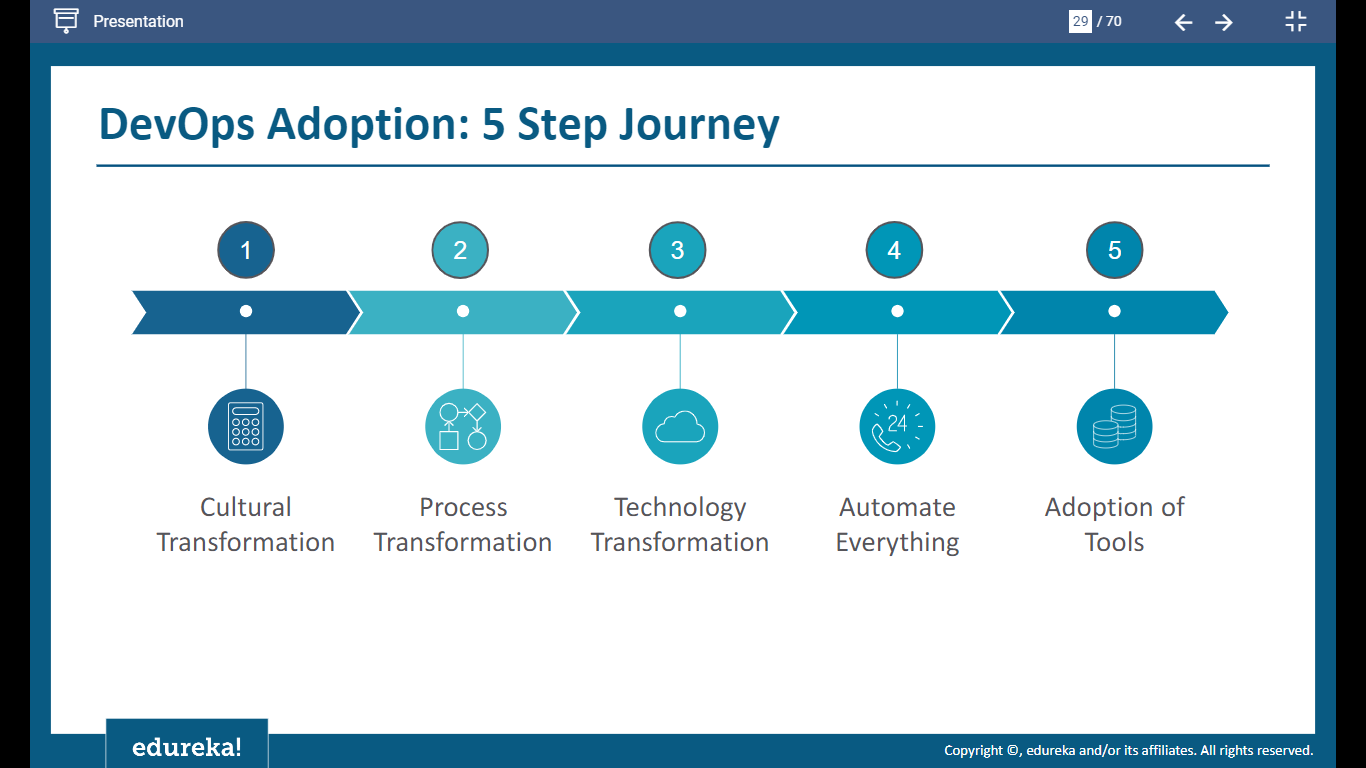 Presentation
29 / 70
DevOps Adoption: 5 Step Journey
1
2
3
4
5
24
Cultural
Transformation
Process
Transformation
Technology
Transformation
Automate
Everything
Adoption of
Tools
edureka!
Copyright ©, edureka and/or its affiliates. All rights reserved.